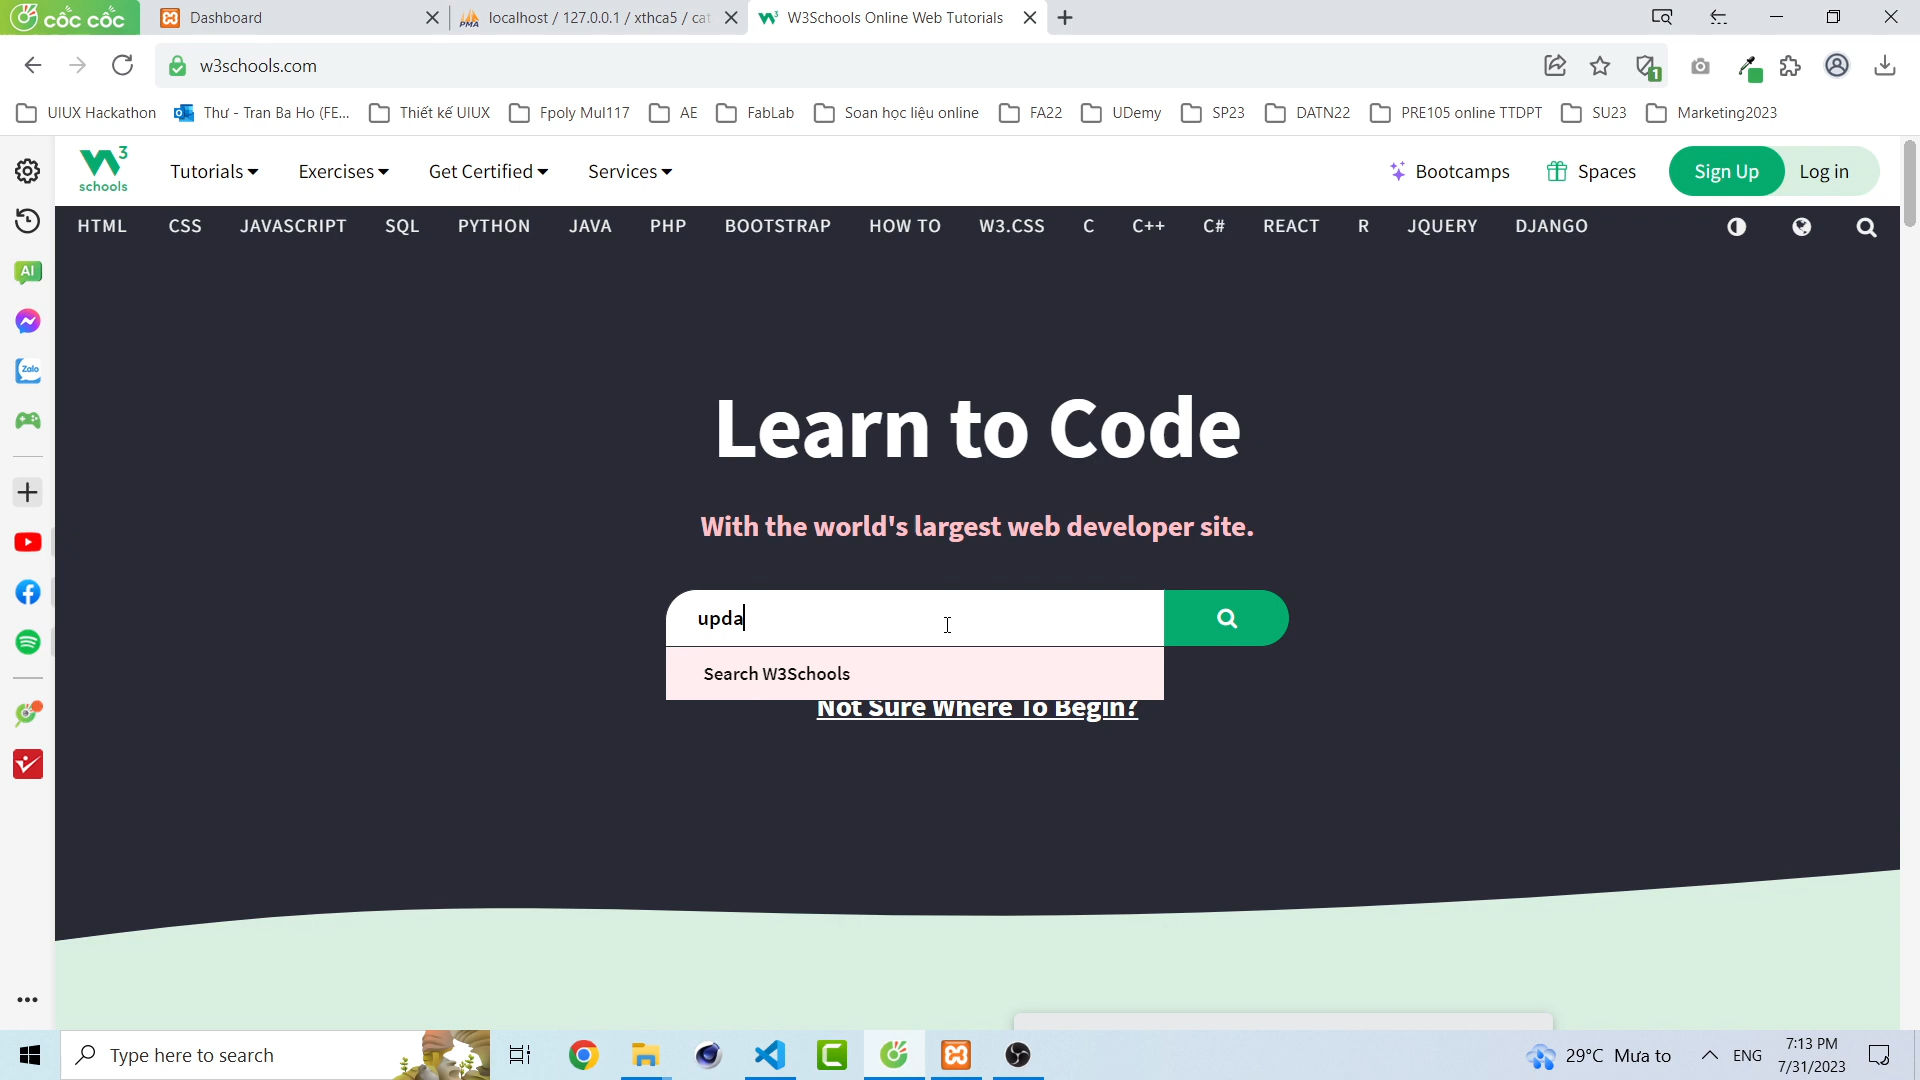 cốc cốc
Dashboard
localhost / 127.0.0.1 / xthca5 / cat
W3Schools Online Web Tutorials
w3schools.com
1
UIUX Hackathon
Thư - Tran Ba Ho (FE...
Thiết kế UIUX
Fpoly Mul117
AE
FabLab
Soan học liệu online
FA22
UDemy
SP23
DATN22
PRE105 online TTDPT
SU23
Marketing2023
W3
schools
Tutorials
Exercises
Get Certified
Services
Bootcamps
Spaces
Sign Up
Log in
HTML
CSS
JAVASCRIPT
SQL
PYTHON
JAVA
PHP
BOOTSTRAP
HOW TO
W3.CSS
C
C++
C#
REACT
R
JQUERY
DJANGO
AI
Zalo
Learn to Code
With the world's largest web developer site.
upda
Search W3Schools
Not Sure Where To Begin?
Type here to search
29°C Mưa to
ENG
7:13 PM
7/31/2023